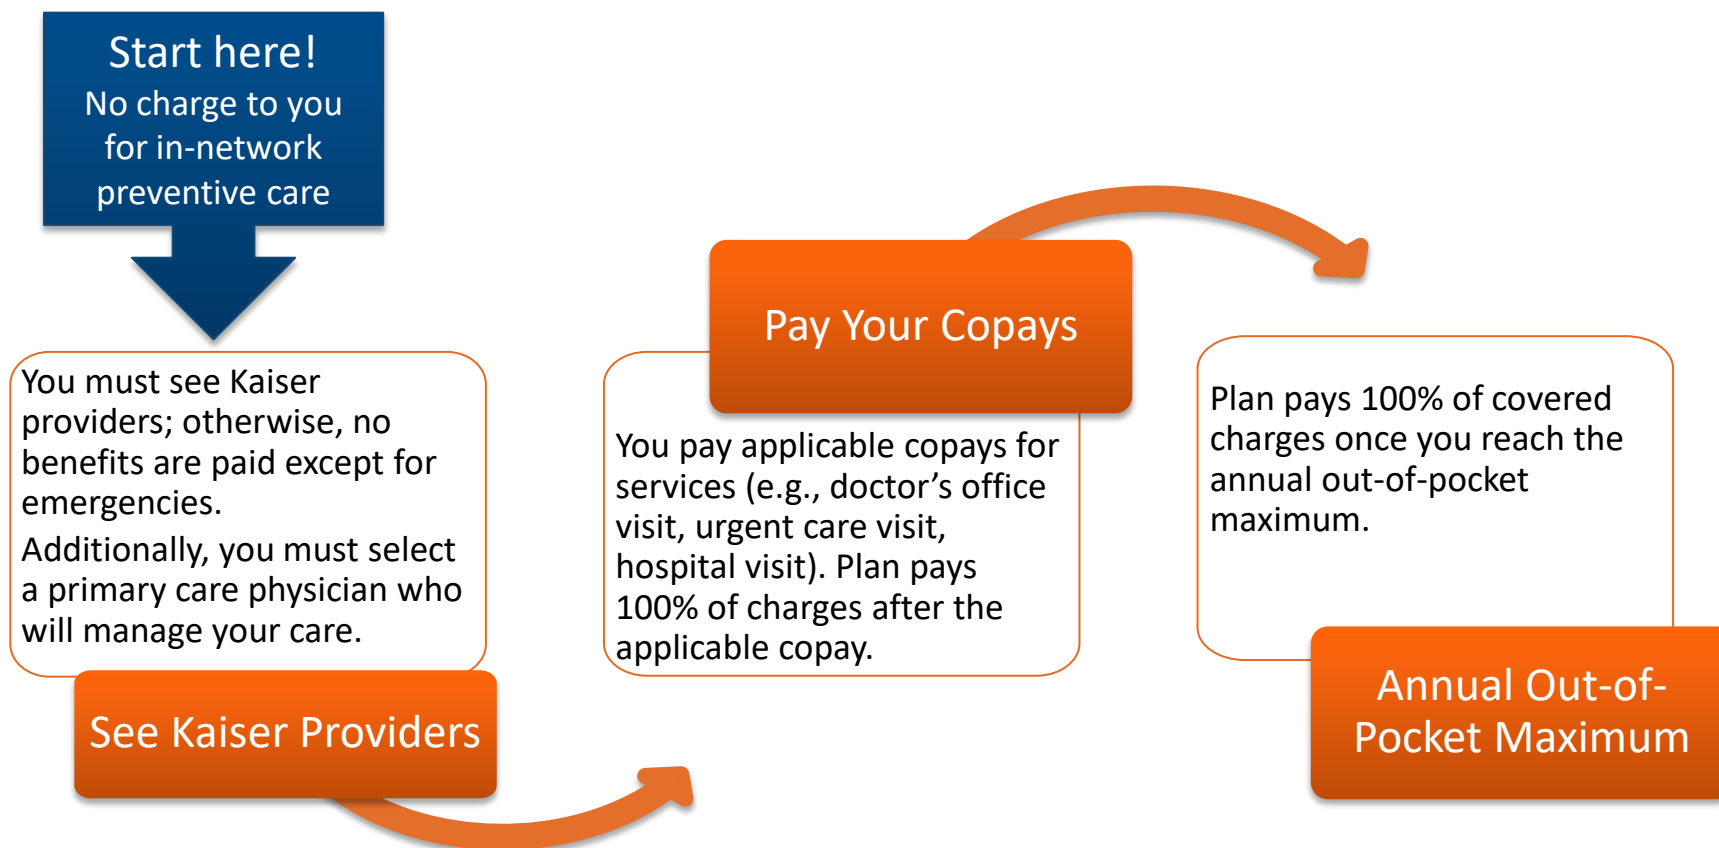 Start here!
No charge to you
for in-network
preventive care
You must see Kaiser
providers; otherwise, no
benefits are paid except for
emergencies.
Additionally, you must select
a primary care physician who
will manage your care.
See Kaiser Providers
Pay Your Copays
You pay applicable copays for
services (e.g., doctor’s office
visit, urgent care visit,
hospital visit). Plan pays
100% of charges after the
applicable copay.
Plan pays 100% of covered
charges once you reach the
annual out-of-pocket
maximum.
Annual Out-of-
Pocket Maximum